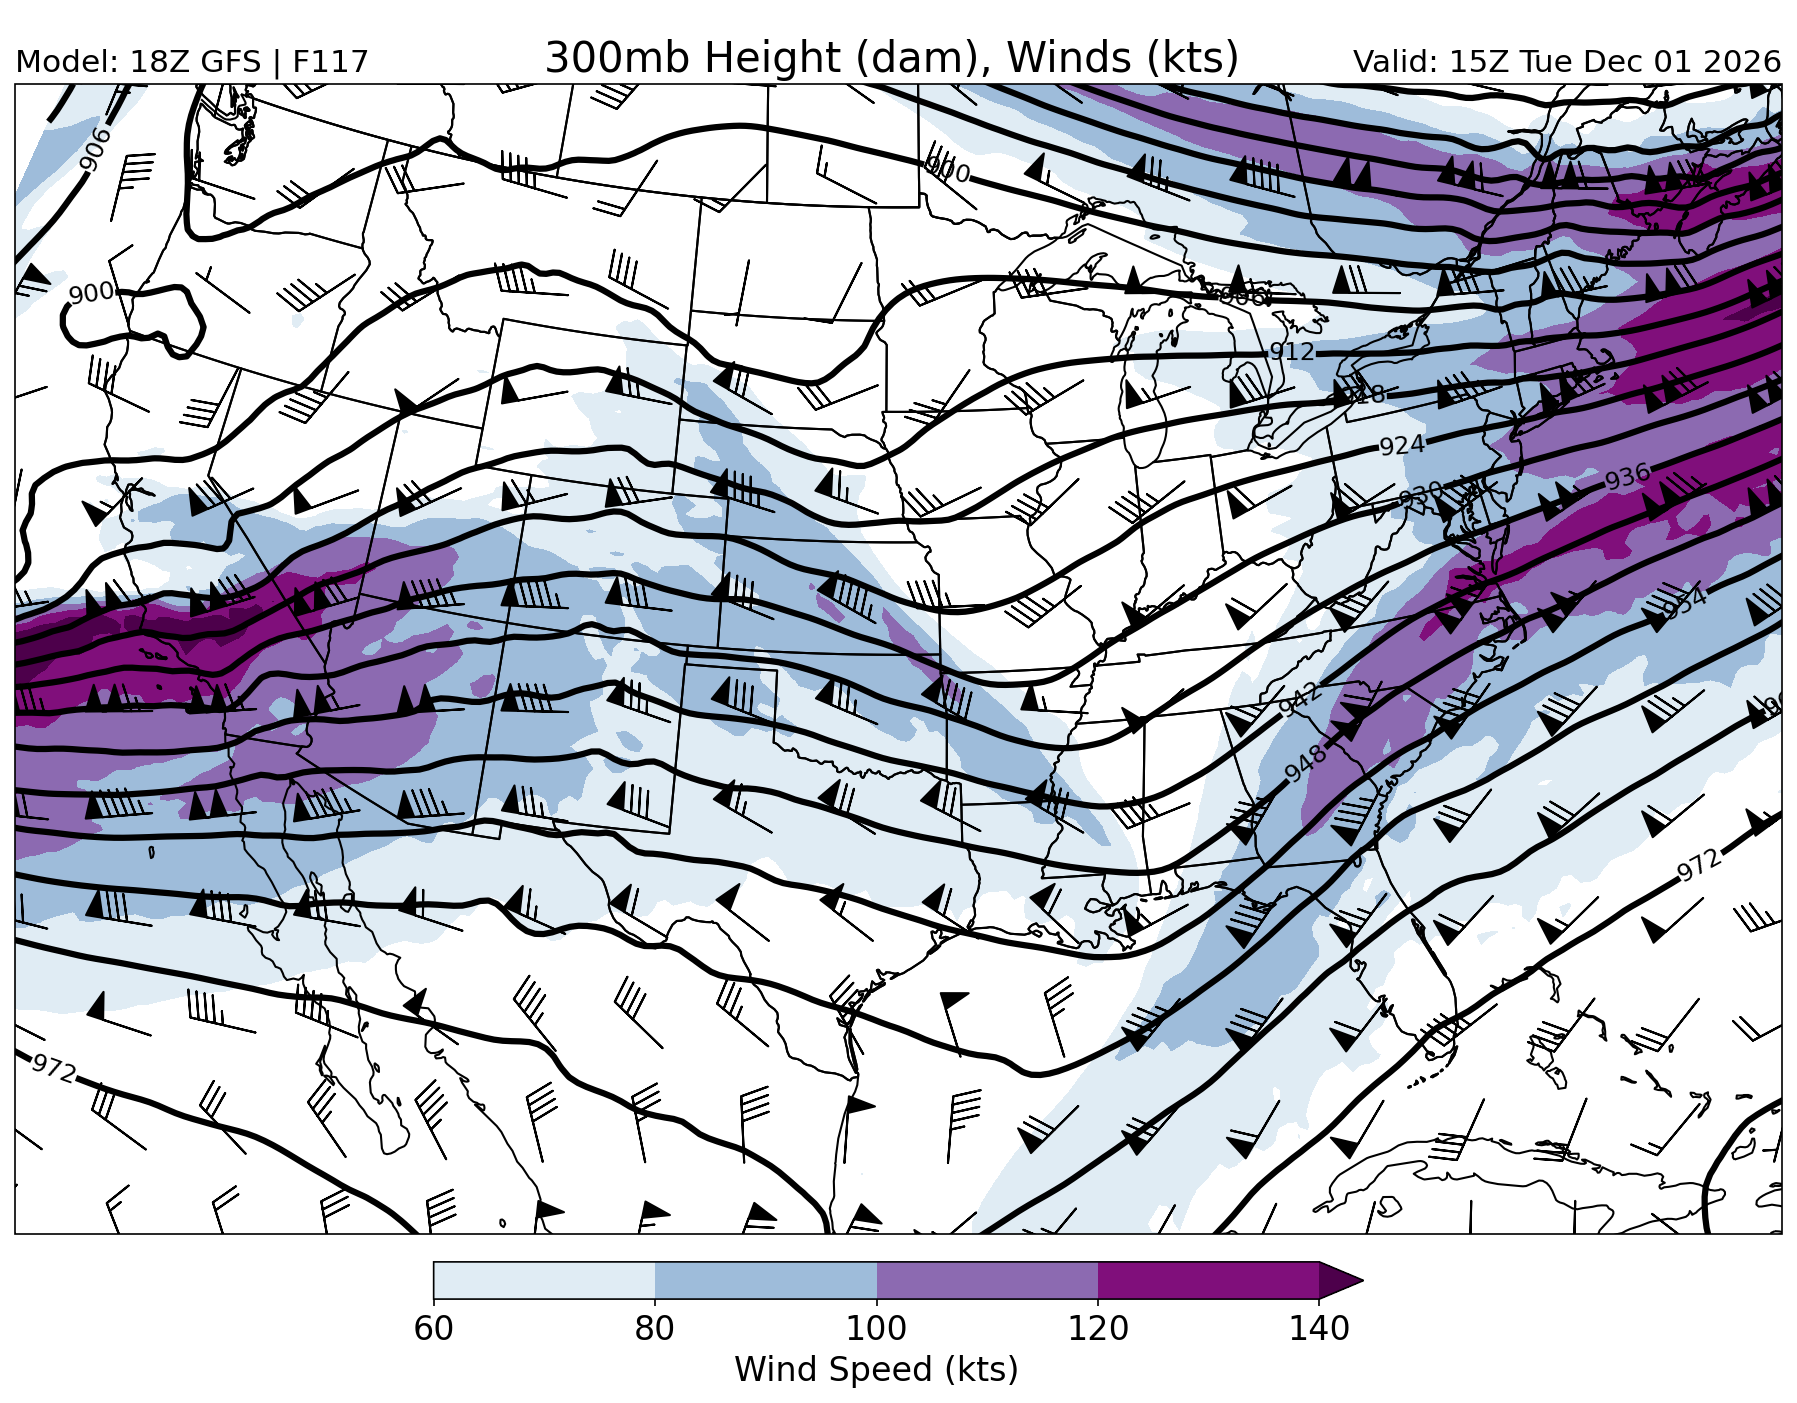 Model: 18Z GFS | F117
300mb Height (dam), Winds (kts)
Valid: 15Z Tue Dec 01 2026
906
900
900
906
912
918
924
930
936
954
942
948
972
972
60 80 100 120 140
Wind Speed (kts)